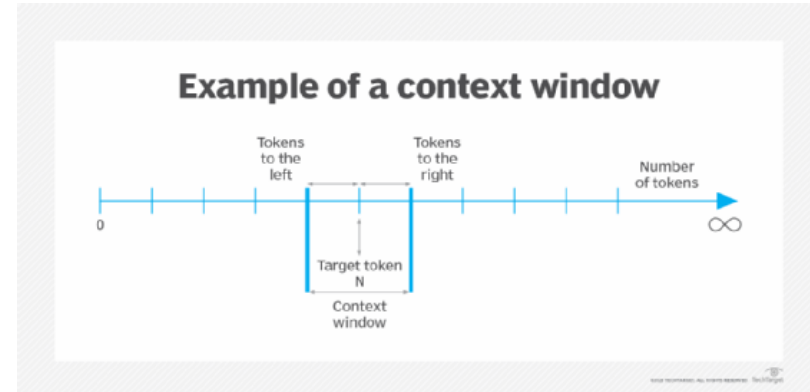 Example of a context window
Tokens
to the
left
Tokens
to the
right
Number
of tokens
0
∞
Target token
N
Context
window
TechTarget